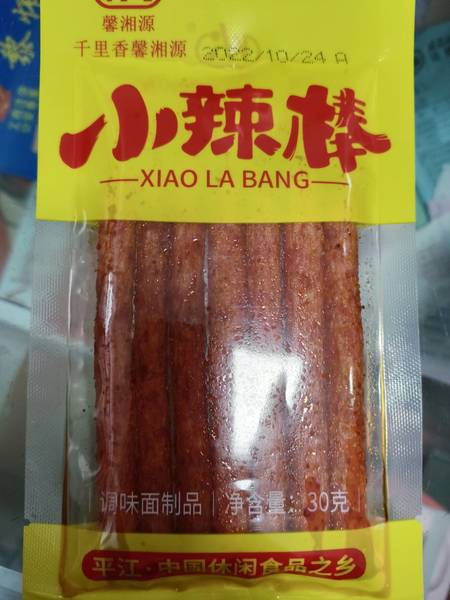 馨湘源
千里香馨湘源 2022/10/24 A
小辣棒
XIAO LA BANG
调味面制品 | 净含量: 30克
平江·中国休闲食品之乡